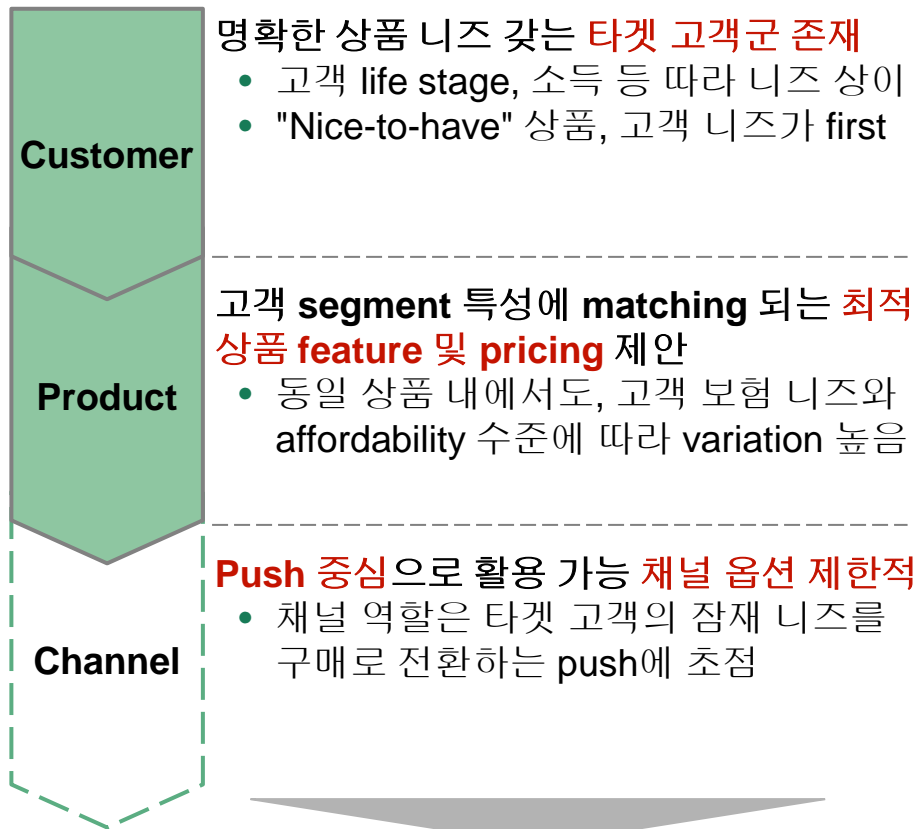 Customer
명확한 상품 니즈 갖는 타겟 고객군 존재
• 고객 life stage, 소득 등 따라 니즈 상이
• "Nice-to-have" 상품, 고객 니즈가 first
Product
고객 segment 특성에 matching 되는 최적
상품 feature 및 pricing 제안
• 동일 상품 내에서도, 고객 보험 니즈와
affordability 수준에 따라 variation 높음
Channel
Push 중심으로 활용 가능 채널 옵션 제한적
• 채널 역할은 타겟 고객의 잠재 니즈를
구매로 전환하는 push에 초점